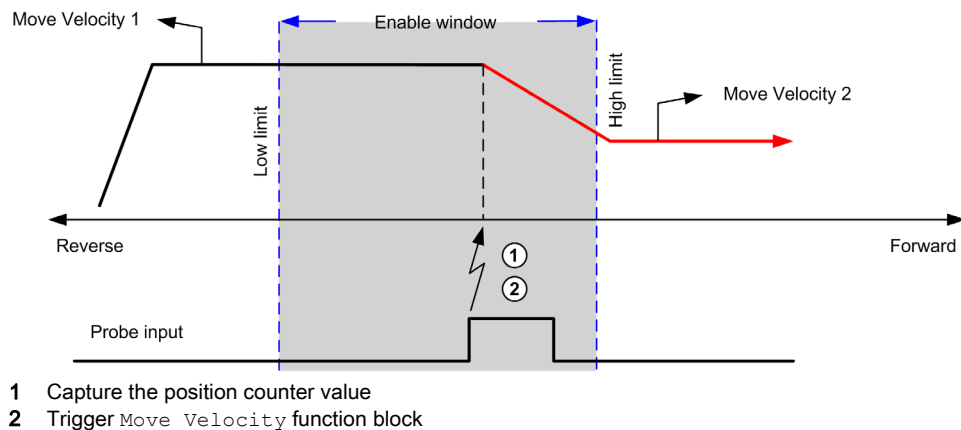 Move Velocity 1
Enable window
Low limit
High limit
Move Velocity 2
Reverse
Forward
1
2
Probe input
1 Capture the position counter value
2 Trigger Move Velocity function block